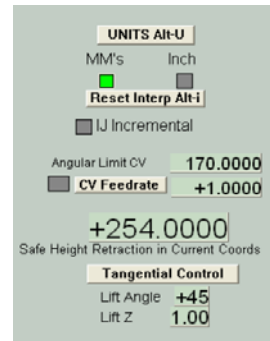 UNITS Alt-U
MM's Inch
Reset Interp Alt-i
IJ Incremental
Angular Limit CV 170.0000
CV Feedrate +1.0000
+254.0000
Safe Height Retraction in Current Coords
Tangential Control
Lift Angle +45
Lift Z 1.00